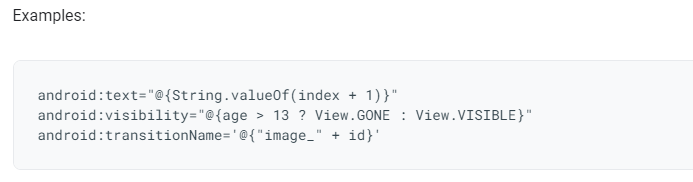 Examples:
android:text="@{String.valueOf(index + 1)}"
android:visibility="@{age > 13 ? View.GONE : View.VISIBLE}"
android:transitionName='@{"image_" + id}'